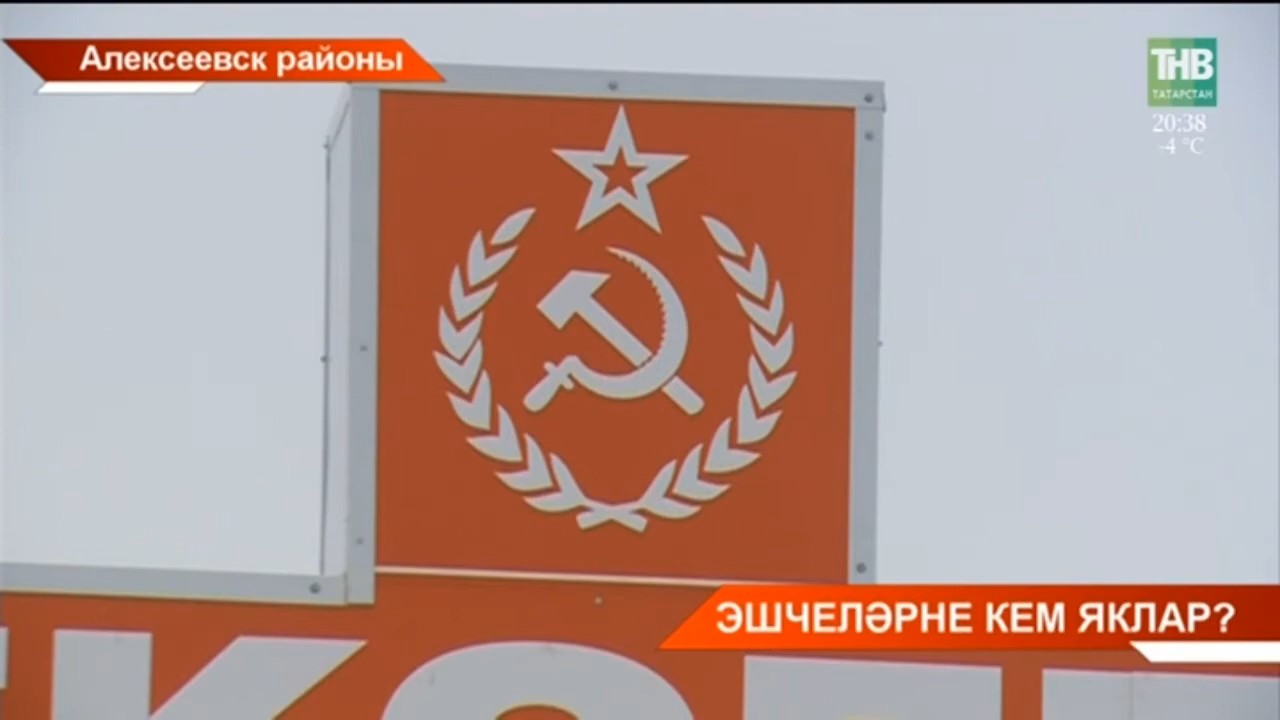 Алексеевск районы
ТНВ
ТАТАРСТАН
20:38
-4 °C
ЭШЧЕЛӘРНЕ КЕМ ЯКЛАР?